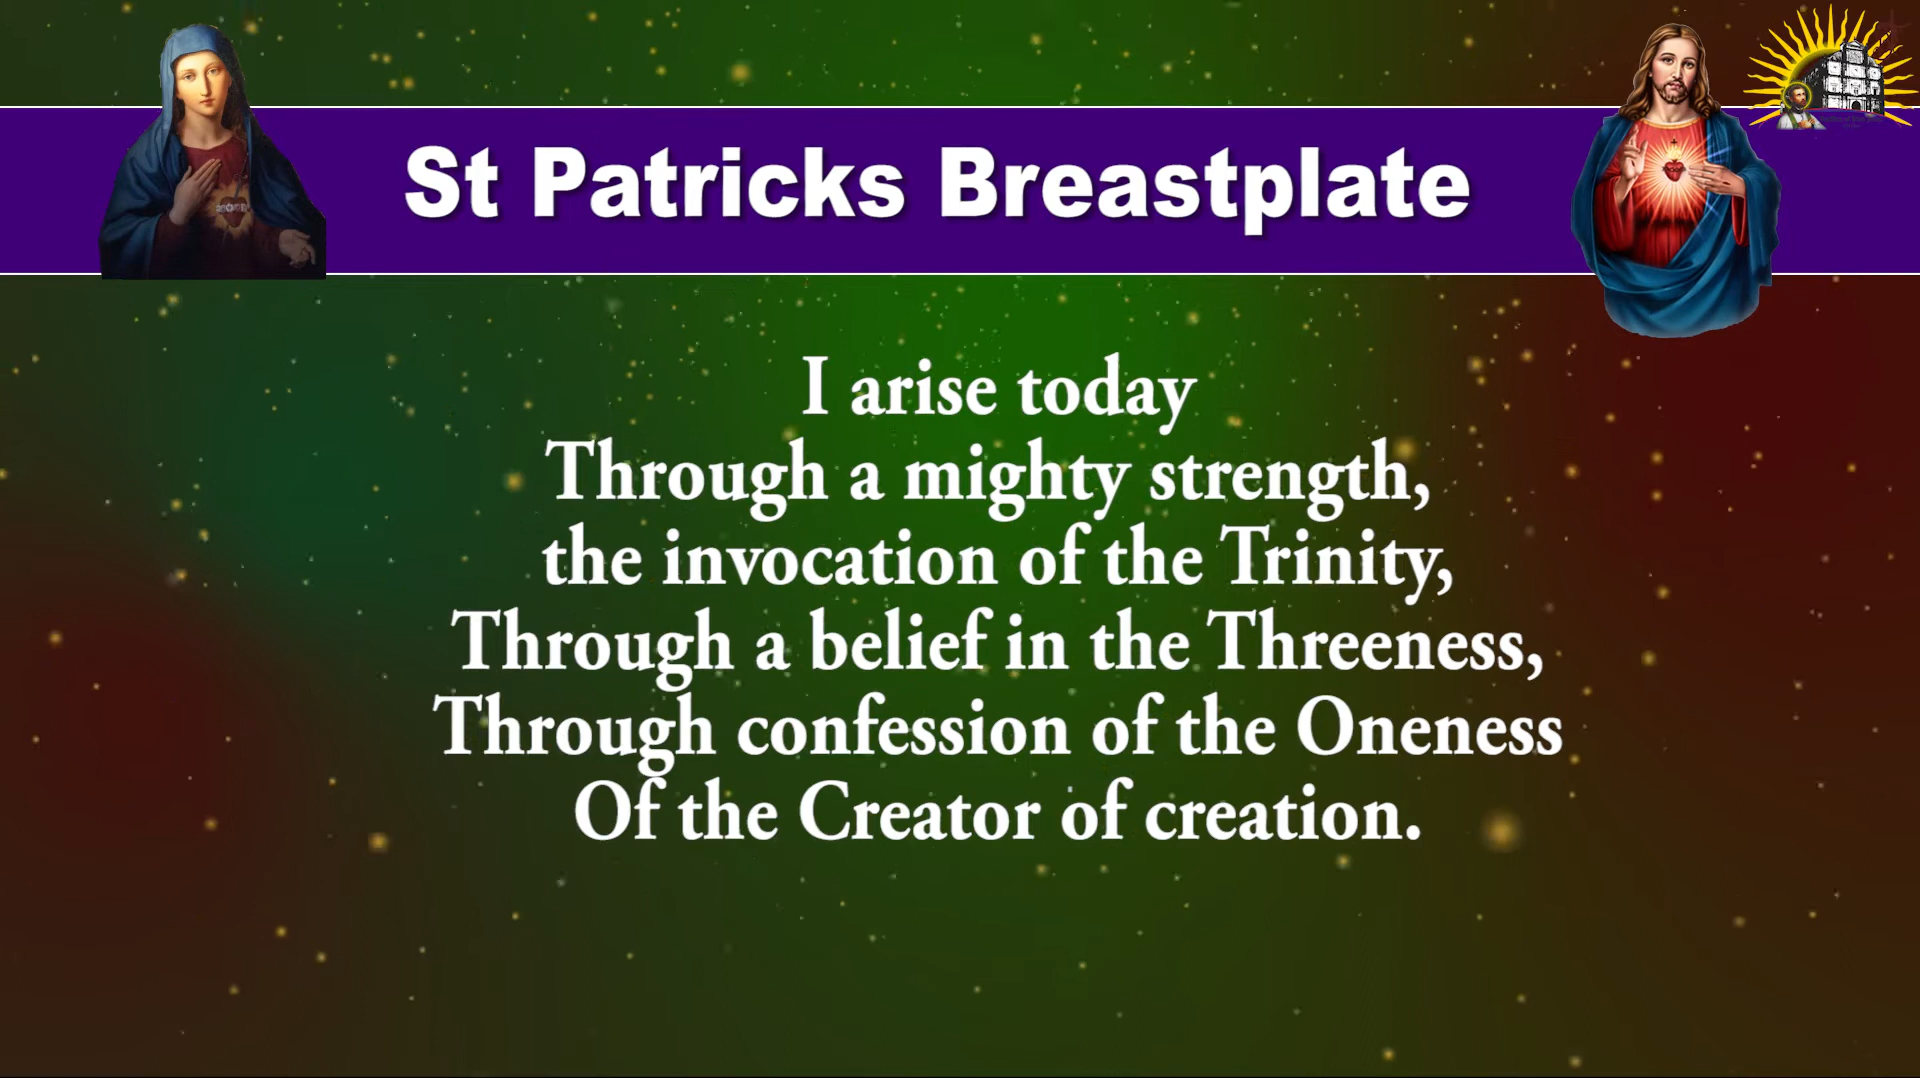 St Patricks Breastplate
I arise today
Through a mighty strength,
the invocation of the Trinity,
Through a belief in the Threeness,
Through confession of the Oneness
Of the Creator of creation.